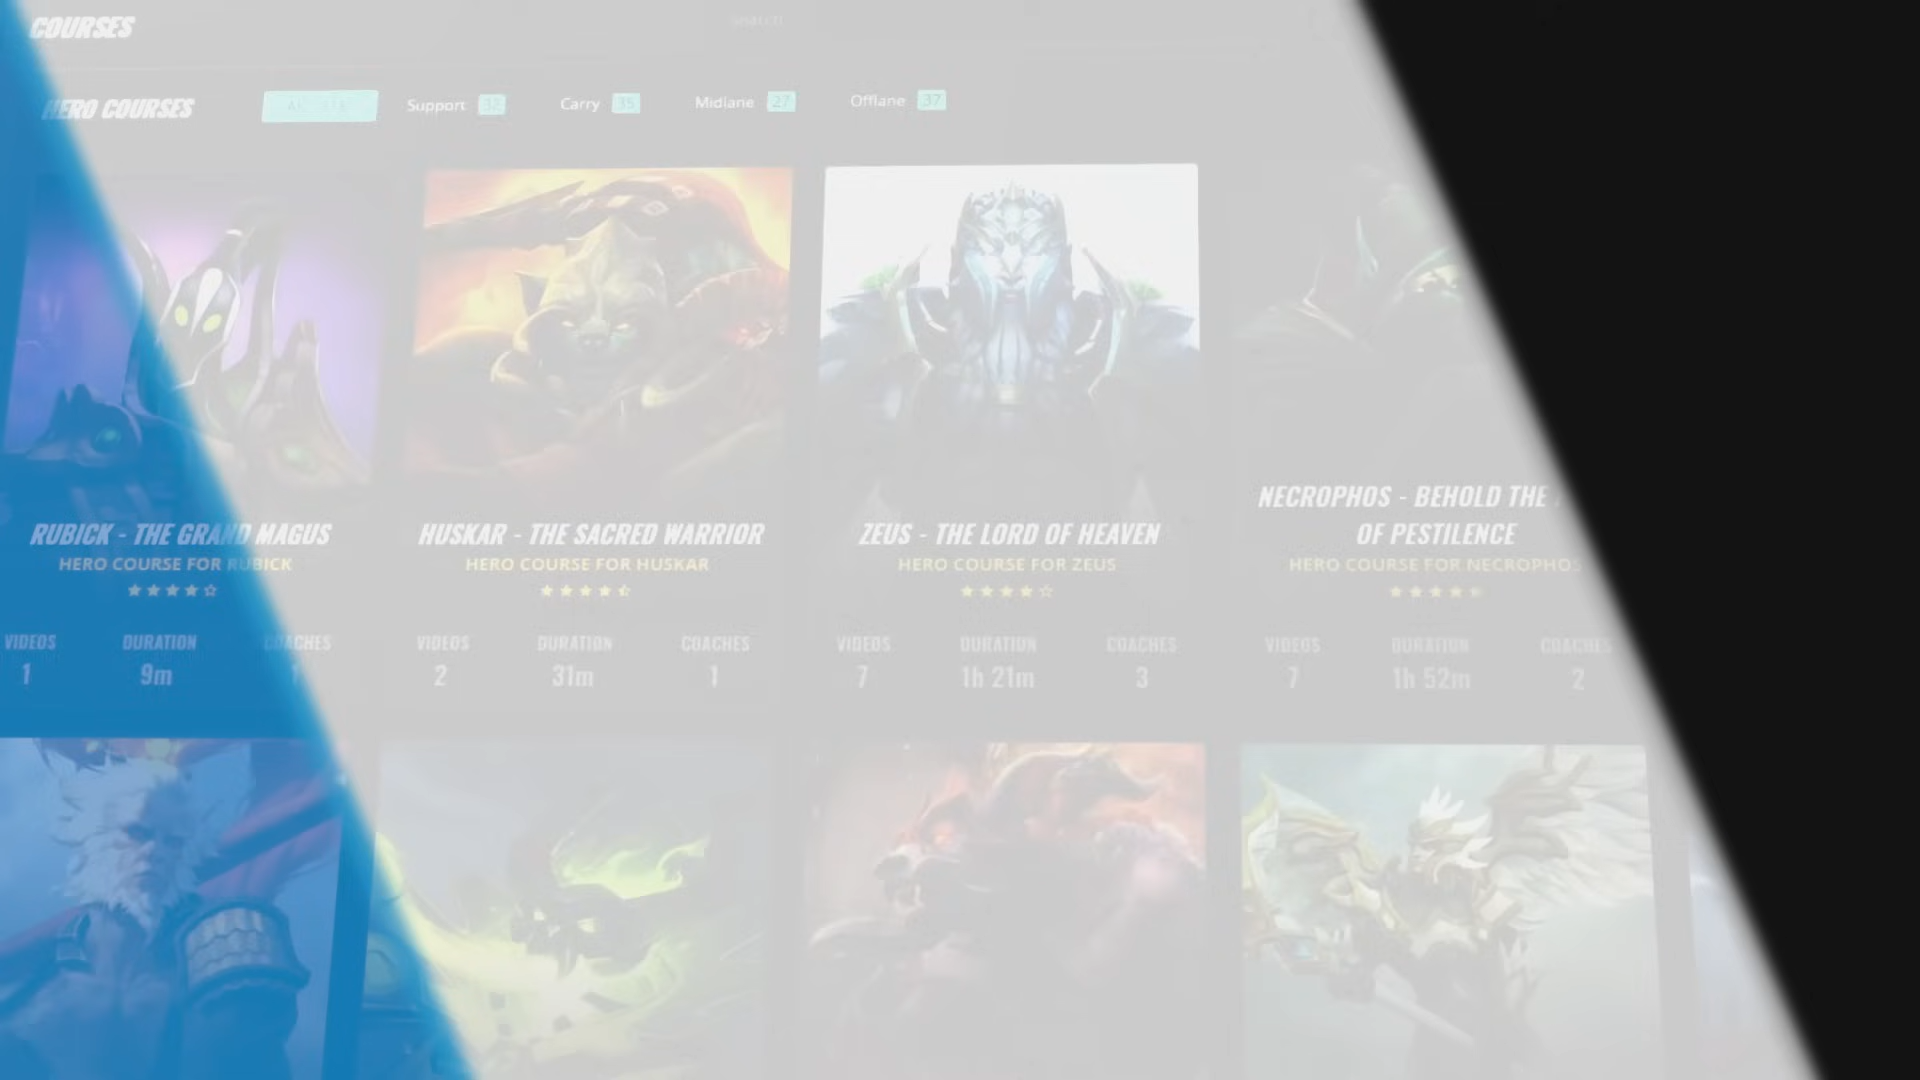 COURSES
SEARCH
HERO COURSES
Support 38
Carry 35
Midlane 27
Offlane 37
RUBICK - THE GRAND MAGUS
HERO COURSE FOR RUBICK
VIDEOS DURATION COACHES
1 9m 1
HUSKAR - THE SACRED WARRIOR
HERO COURSE FOR HUSKAR
VIDEOS DURATION COACHES
2 31m 1
ZEUS - THE LORD OF HEAVEN
HERO COURSE FOR ZEUS
VIDEOS DURATION COACHES
7 1h 21m 3
NECROPHOS - BEHOLD THE
OF PESTILENCE
HERO COURSE FOR NECROPHOS
VIDEOS DURATION COACHES
7 1h 52m 2